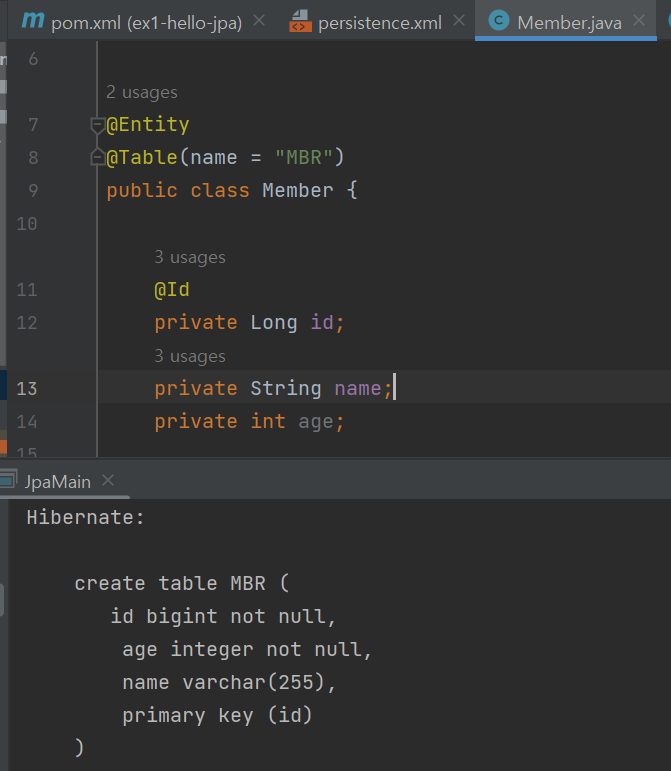 pom.xml (ex1-hello-jpa)
persistence.xml
Member.java
6
2 usages
7 @Entity
8 @Table(name = "MBR")
9 public class Member {
10
3 usages
11 @Id
12 private Long id;
3 usages
13 private String name;
14 private int age;
15
JpaMain
Hibernate:
create table MBR (
id bigint not null,
age integer not null,
name varchar(255),
primary key (id)
)